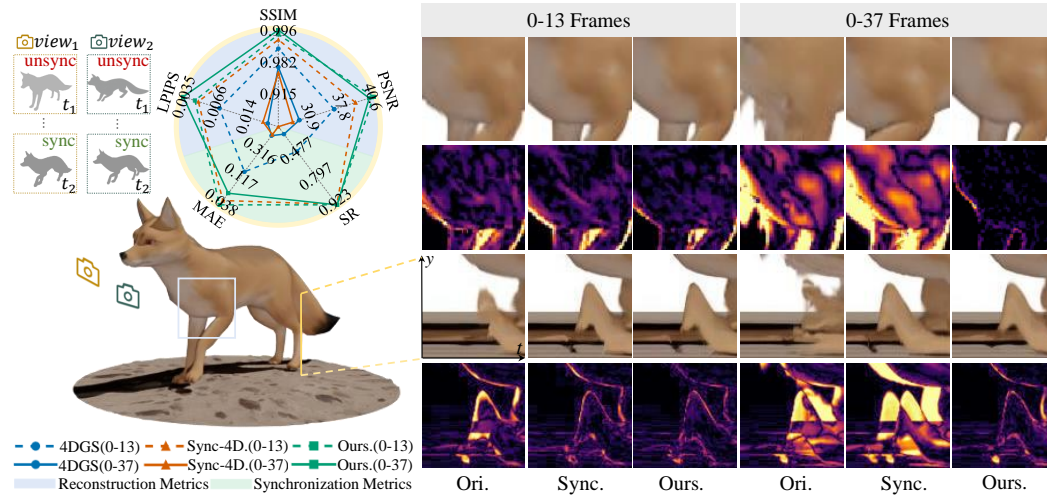 view₁ view₂
unsync unsync
t₁ t₁
sync sync
t₂ t₂
SSIM
0.996
0.982
0.915
PSNR
40.6
37.8
30.9
LPIPS
0.0035
0.0066
0.014
MAE
0.038
0.117
0.316
SR
0.923
0.797
0.477
4DGS(0-13) Sync-4D.(0-13) Ours.(0-13)
4DGS(0-37) Sync-4D.(0-37) Ours.(0-37)
Reconstruction Metrics Synchronization Metrics
0-13 Frames 0-37 Frames
y
t
Ori. Sync. Ours. Ori. Sync. Ours.